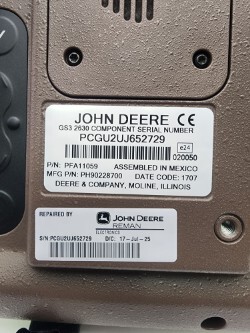 JOHN DEERE CE
GS3 2630 COMPONENT SERIAL NUMBER
PCGU2UJ652729
e24
020050
P/N: PFA11059 ASSEMBLED IN MEXICO
MFG P/N: PH90228700 DATE CODE: 1707
DEERE & COMPANY, MOLINE, ILLINOIS
REPAIRED BY
JOHN DEERE
REMAN
ELECTRONICS
S/N PCGU2UJ652729 D/C: 17-Jul-25